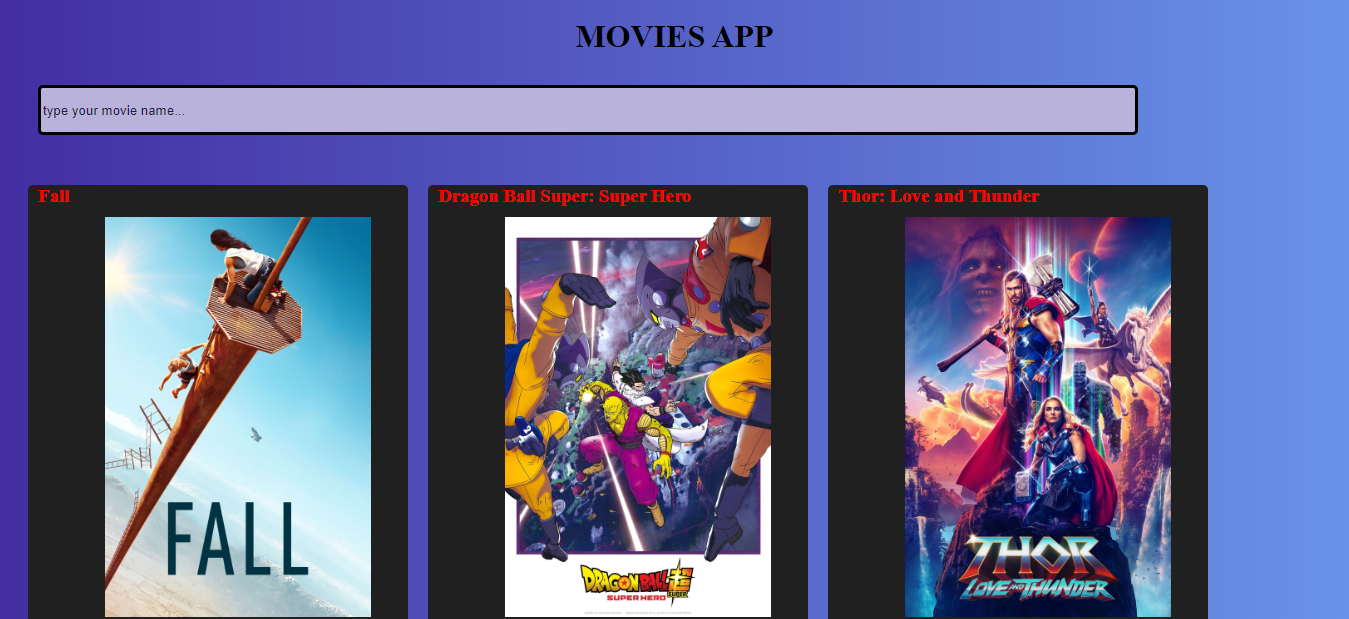 MOVIES APP
type your movie name...
Fall
Dragon Ball Super: Super Hero
Thor: Love and Thunder
FALL
DRAGON BALL
SUPER
SUPER HERO
THOR
LOVE AND THUNDER